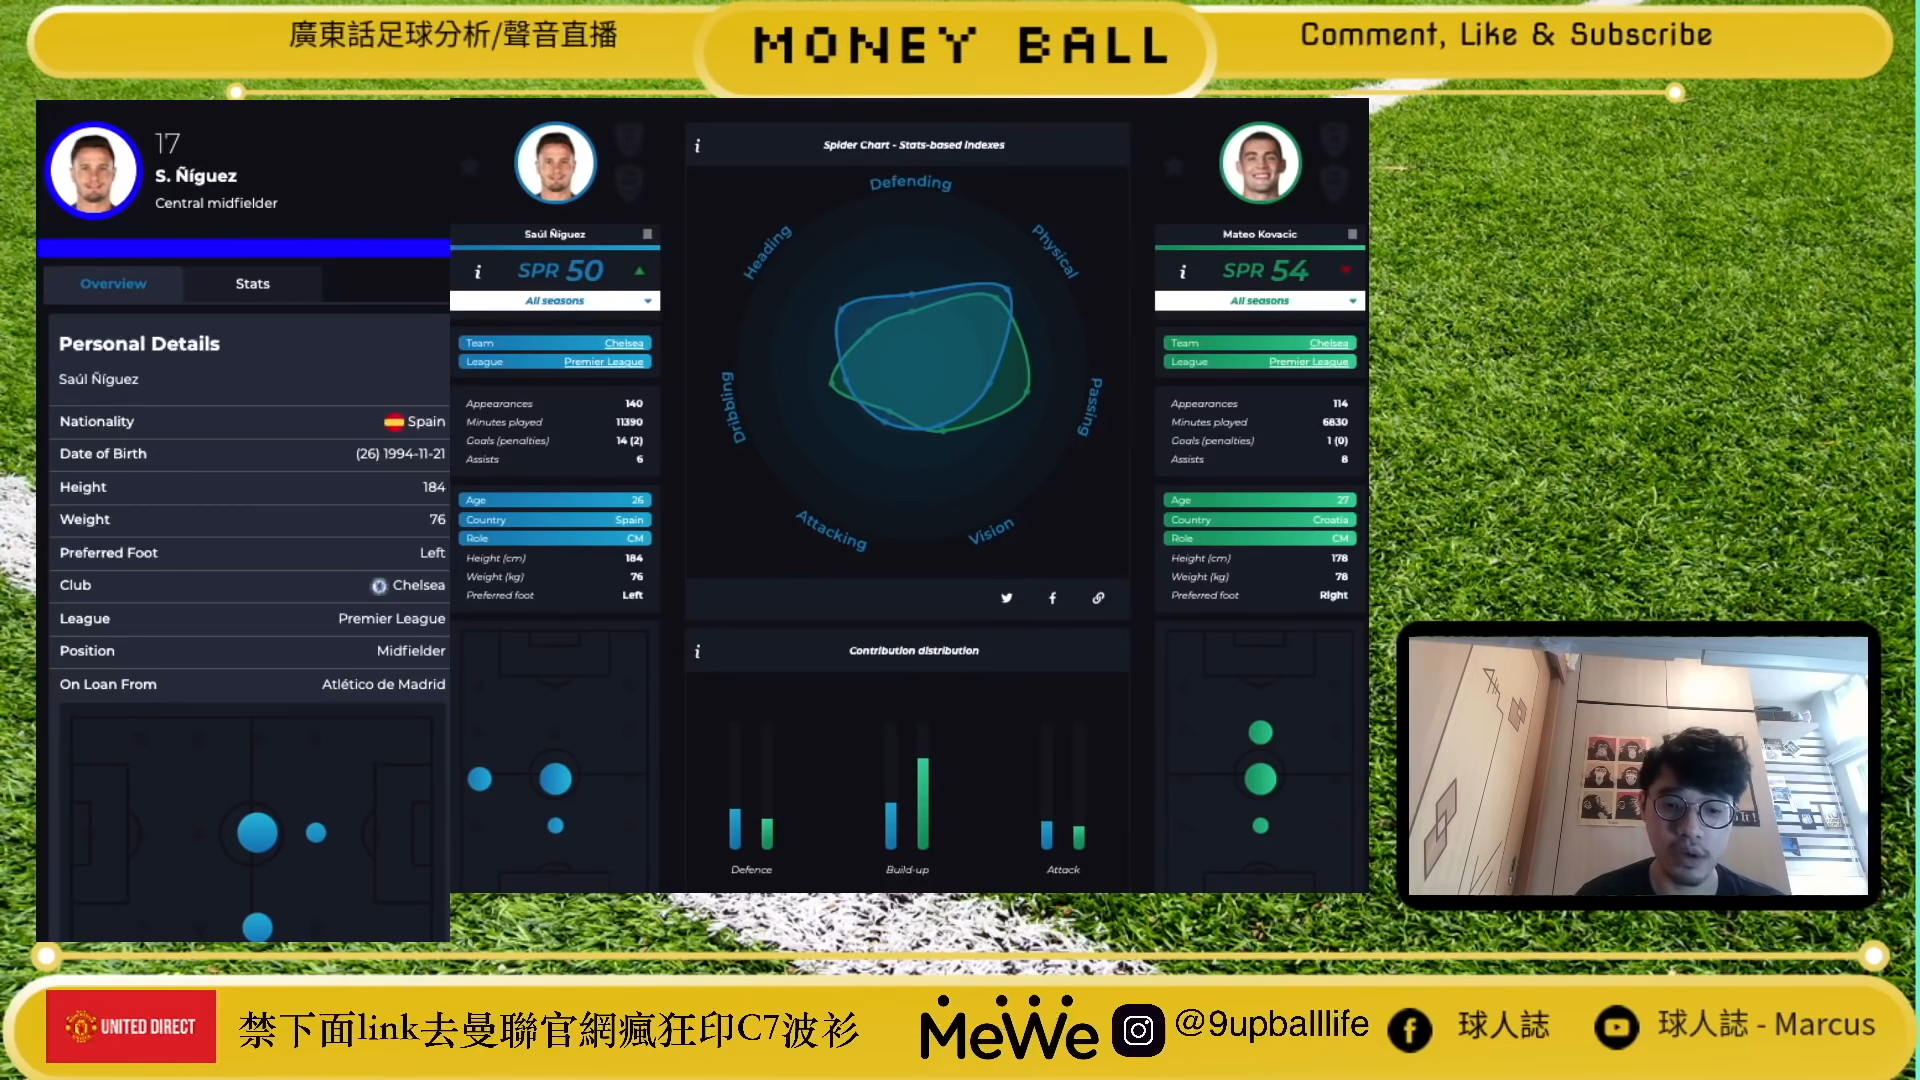 廣東話足球分析/聲音直播
MONEY BALL
Comment, Like & Subscribe
17
S. Ñíguez
Central midfielder
Overview
Stats
Personal Details
Saúl Ñíguez
Nationality Spain
Date of Birth (26) 1994-11-21
Height 184
Weight 76
Preferred Foot Left
Club Chelsea
League Premier League
Position Midfielder
On Loan From Atlético de Madrid
Saúl Ñíguez
i SPR 50
All seasons
Team Chelsea
League Premier League
Appearances 140
Minutes played 11390
Goals (penalties) 14 (2)
Assists 6
Age 26
Country Spain
Role CM
Height (cm) 184
Weight (kg) 76
Preferred foot Left
i Spider Chart - Stats-based indexes
Defending
Physical
Passing
Vision
Attacking
Dribbling
Heading
i Contribution distribution
Defence
Build-up
Attack
Mateo Kovacic
i SPR 54
All seasons
Team Chelsea
League Premier League
Appearances 114
Minutes played 6830
Goals (penalties) 1 (0)
Assists 8
Age 27
Country Croatia
Role CM
Height (cm) 178
Weight (kg) 78
Preferred foot Right
UNITED DIRECT
禁下面link去曼聯官網瘋狂印C7波衫
MeWe
@9upballlife
球人誌
球人誌 - Marcus